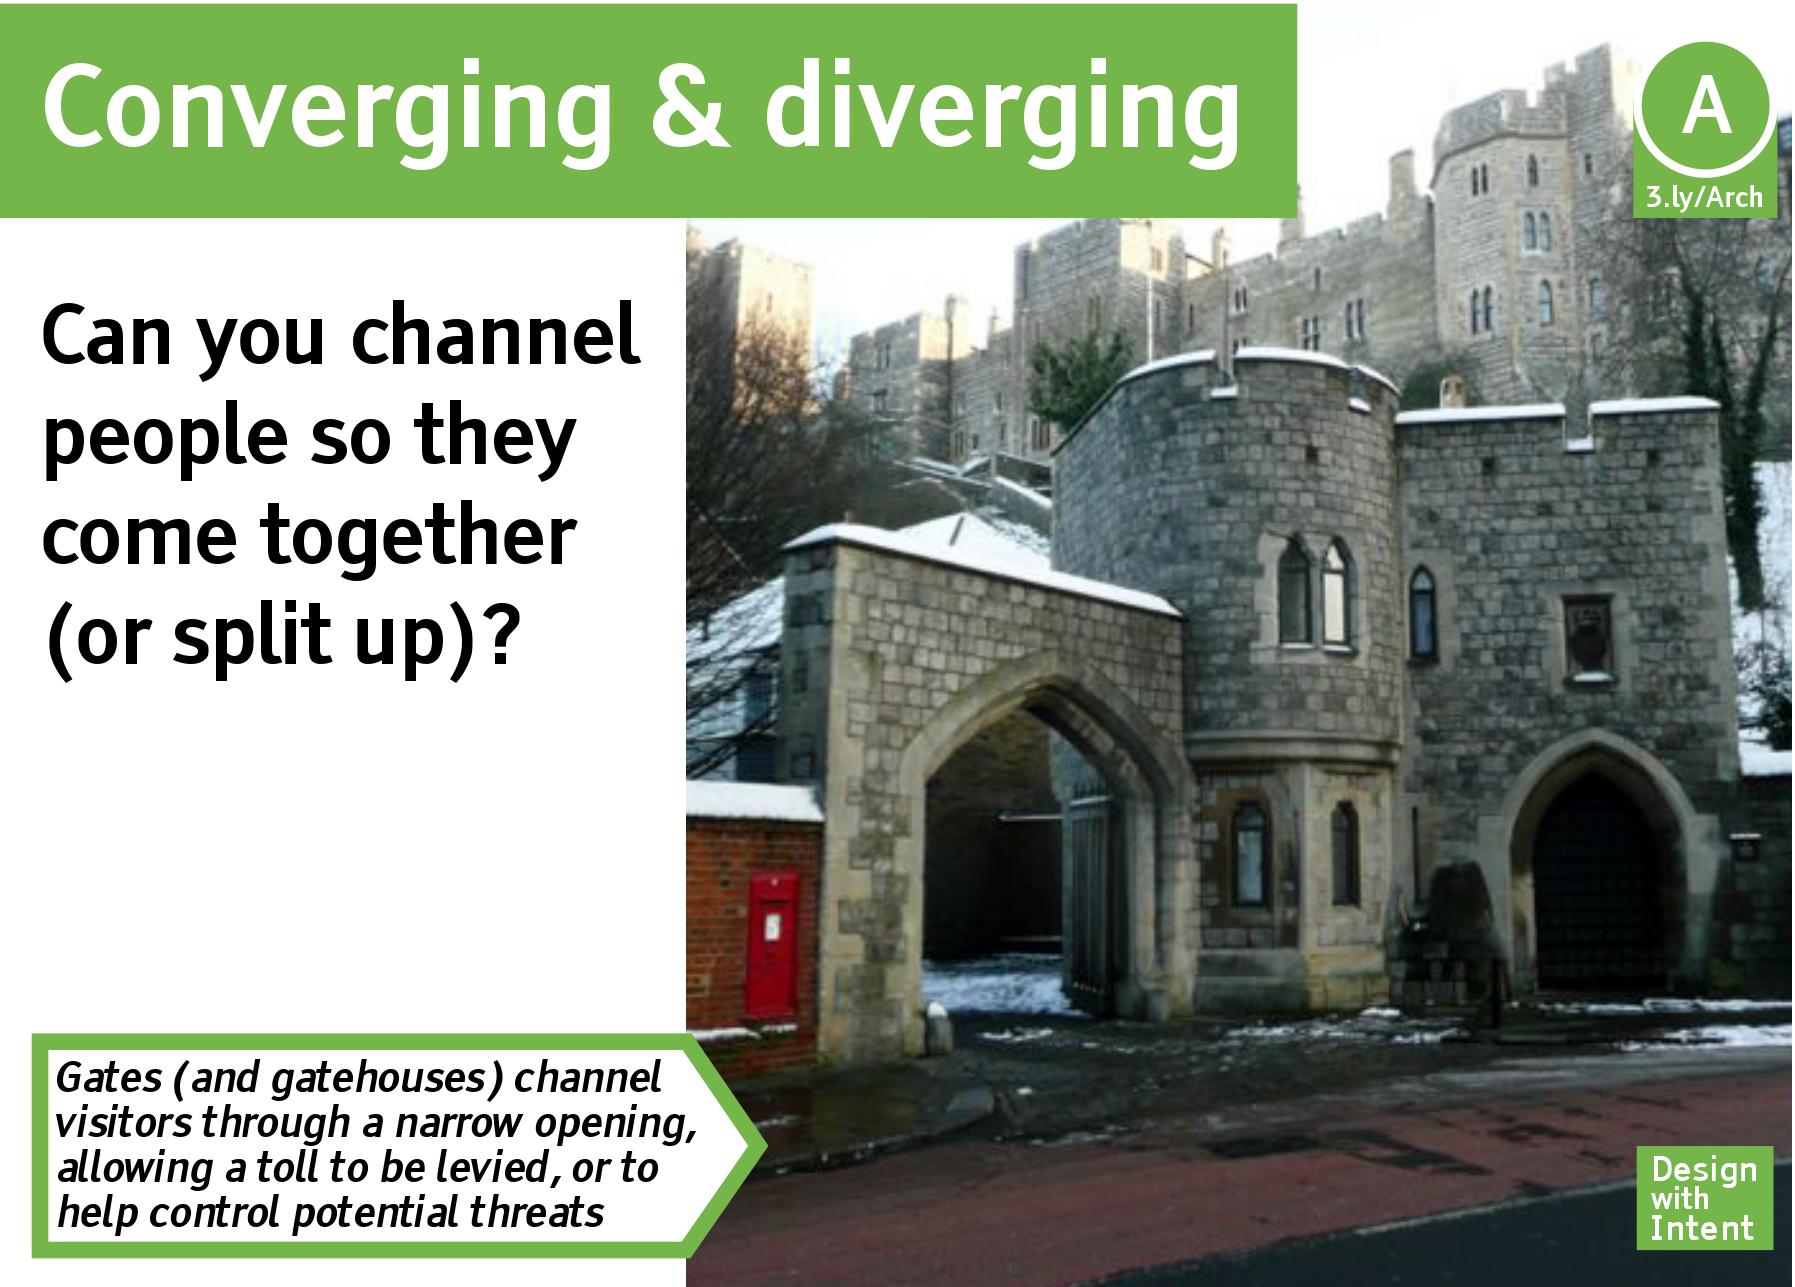 Converging & diverging
A
3.ly/Arch
Can you channel
people so they
come together
(or split up)?
Gates (and gatehouses) channel
visitors through a narrow opening,
allowing a toll to be levied, or to
help control potential threats
Design
with
Intent